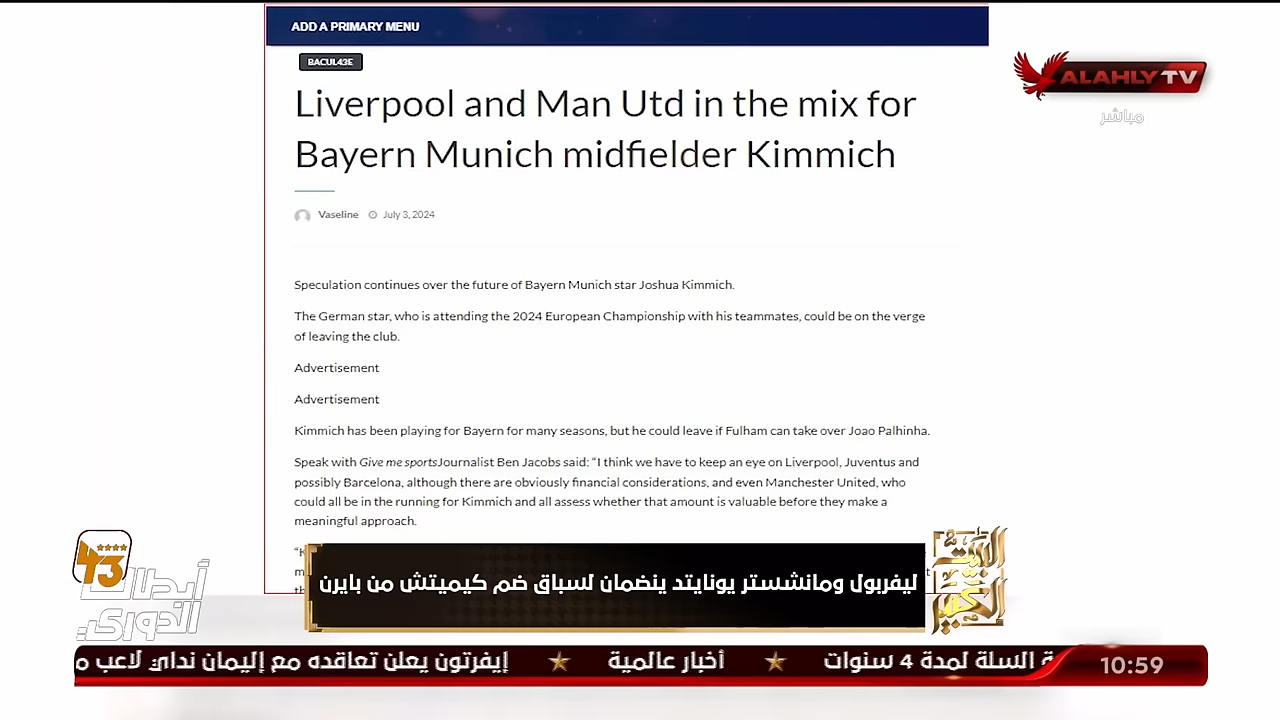 ADD A PRIMARY MENU
BACUL43E
Liverpool and Man Utd in the mix for
Bayern Munich midfielder Kimmich
Vaseline July 3, 2024
ALAHLY TV
مباشر
Speculation continues over the future of Bayern Munich star Joshua Kimmich.
The German star, who is attending the 2024 European Championship with his teammates, could be on the verge
of leaving the club.
Advertisement
Advertisement
Kimmich has been playing for Bayern for many seasons, but he could leave if Fulham can take over Joao Palhinha.
Speak with Give me sportsJournalist Ben Jacobs said: “I think we have to keep an eye on Liverpool, Juventus and
possibly Barcelona, although there are obviously financial considerations, and even Manchester United, who
could all be in the running for Kimmich and all assess whether that amount is valuable before they make a
meaningful approach.
43
أبطال
الدوري
ليفربول ومانشستر يونايتد ينضمان لسباق ضم كيميتش من بايرن
البيت
الكبير
ة السلة لمدة 4 سنوات ★ أخبار عالمية ★ إيفرتون يعلن تعاقده مع إليمان نداي لاعب م
10:59